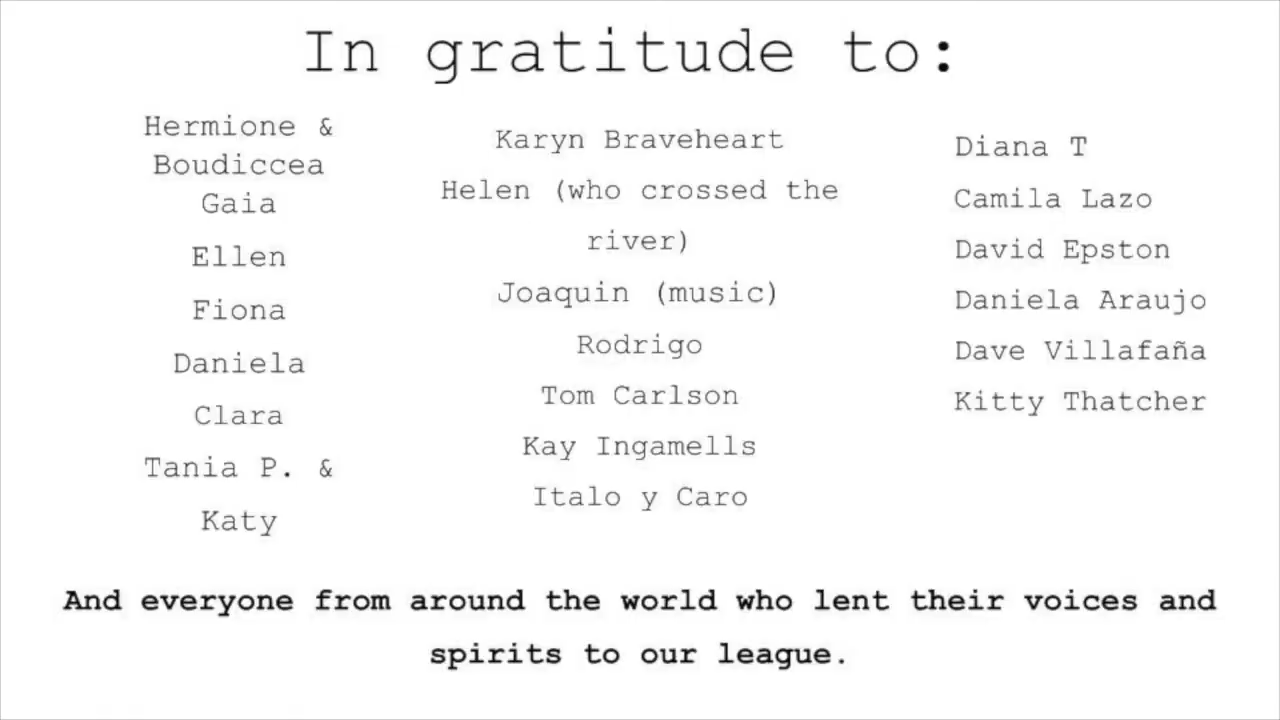 In gratitude to:
Hermione &
Boudiccea
Gaia
Ellen
Fiona
Daniela
Clara
Tania P. &
Katy
Karyn Braveheart
Helen (who crossed the
river)
Joaquin (music)
Rodrigo
Tom Carlson
Kay Ingamells
Italo y Caro
Diana T
Camila Lazo
David Epston
Daniela Araujo
Dave Villafaña
Kitty Thatcher
And everyone from around the world who lent their voices and
spirits to our league.